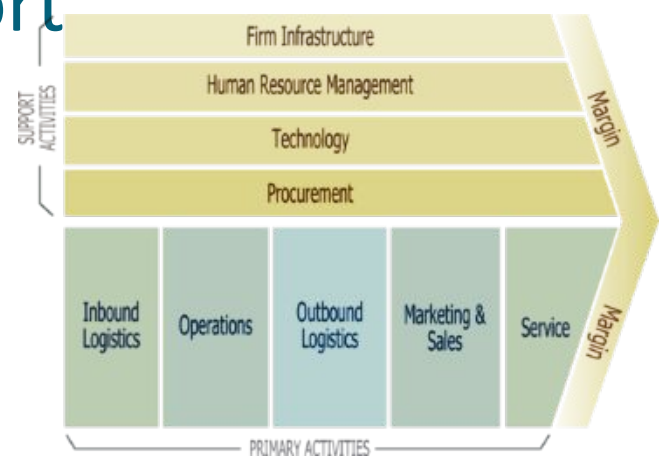 ort
Firm Infrastructure
Human Resource Management
Technology
Procurement
SUPPORT
ACTIVITIES
Margin
Inbound
Logistics
Operations
Outbound
Logistics
Marketing &
Sales
Service
Margin
PRIMARY ACTIVITIES